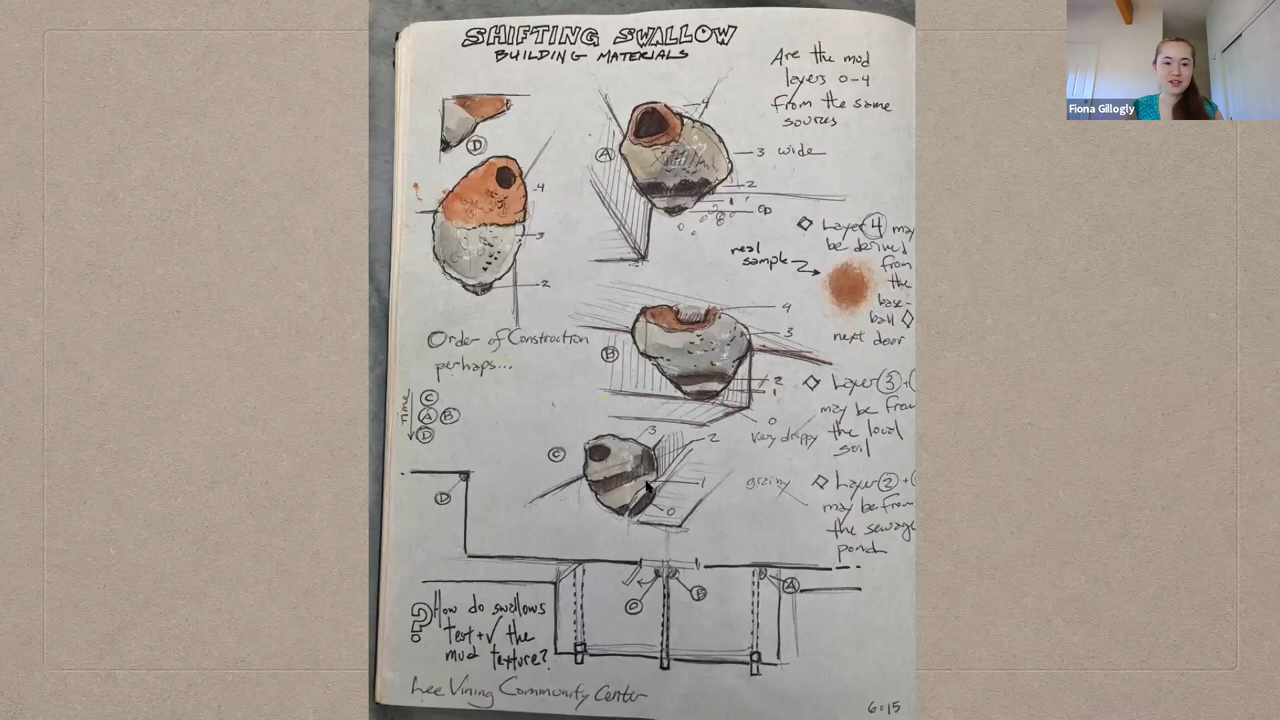 SHIFTING SWALLOW
BUILDING MATERIALS
Are the mud
layers 0-4
from the same
sources
D
4
3
2
A
4
3 wide
2
1
real
sample
Layer 4 may
be derived
from
the
base-
ball ◇
next door
Order of Construction
perhaps...
Time
C
A B
D
B
4
3
2
1
0
very drippy
Layer 3 +
may be from
the local
soil
C
3
2
1
0
grainy
Layer 2 +
may be from
the sewage
pond
D
C
B
A
? How do swallows
test + ✓ the
mud texture?
Lee Vining Community Center
6.15
Fiona Gillogly